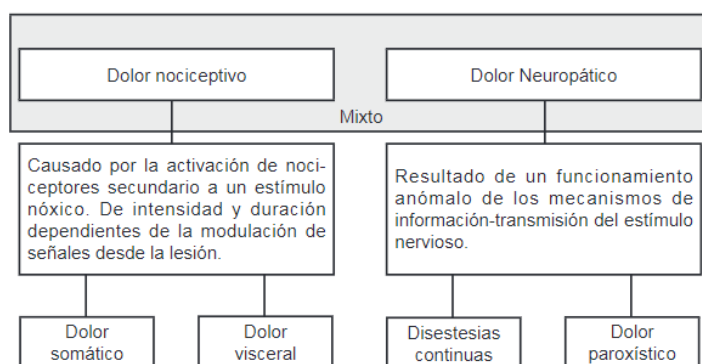 Dolor nociceptivo
Dolor Neuropático
Mixto
Causado por la activación de noci-
ceptores secundario a un estímulo
nóxico. De intensidad y duración
dependientes de la modulación de
señales desde la lesión.
Resultado de un funcionamiento
anómalo de los mecanismos de
información-transmisión del estímulo
nervioso.
Dolor
somático
Dolor
visceral
Disestesias
continuas
Dolor
paroxístico